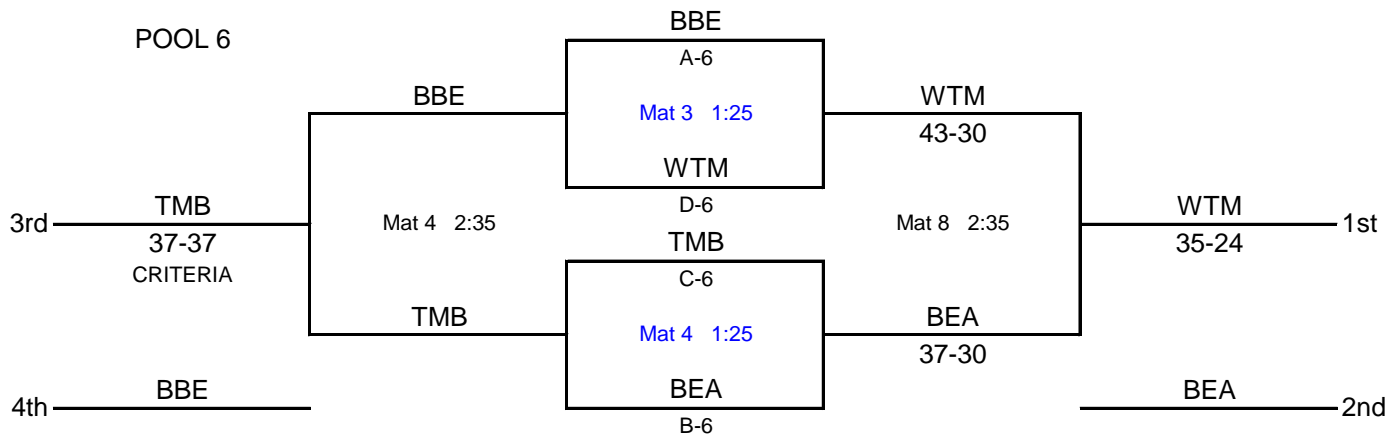 POOL 6
BBE
A-6
BBE
Mat 3 1:25
WTM
43-30
WTM
D-6
3rd
TMB
37-37
CRITERIA
Mat 4 2:35
Mat 8 2:35
WTM
35-24
1st
TMB
C-6
TMB
Mat 4 1:25
BEA
37-30
BEA
B-6
4th
BBE
BEA
2nd